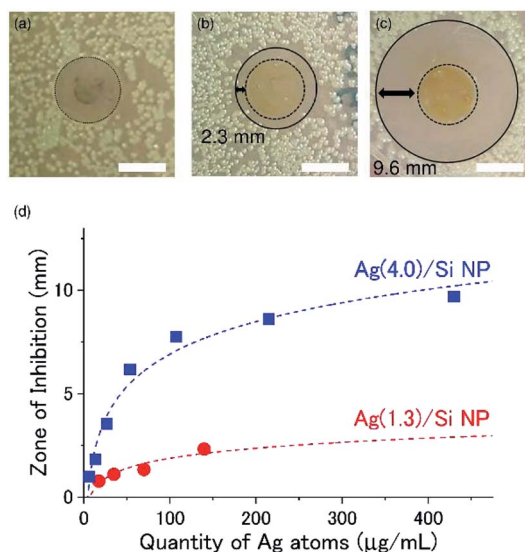 (a)
(b)
(c)
2.3 mm
9.6 mm
(d)
Zone of Inhibition (mm)
10
5
0
0
100
200
300
400
Ag(4.0)/Si NP
Ag(1.3)/Si NP
Quantity of Ag atoms (μg/mL)